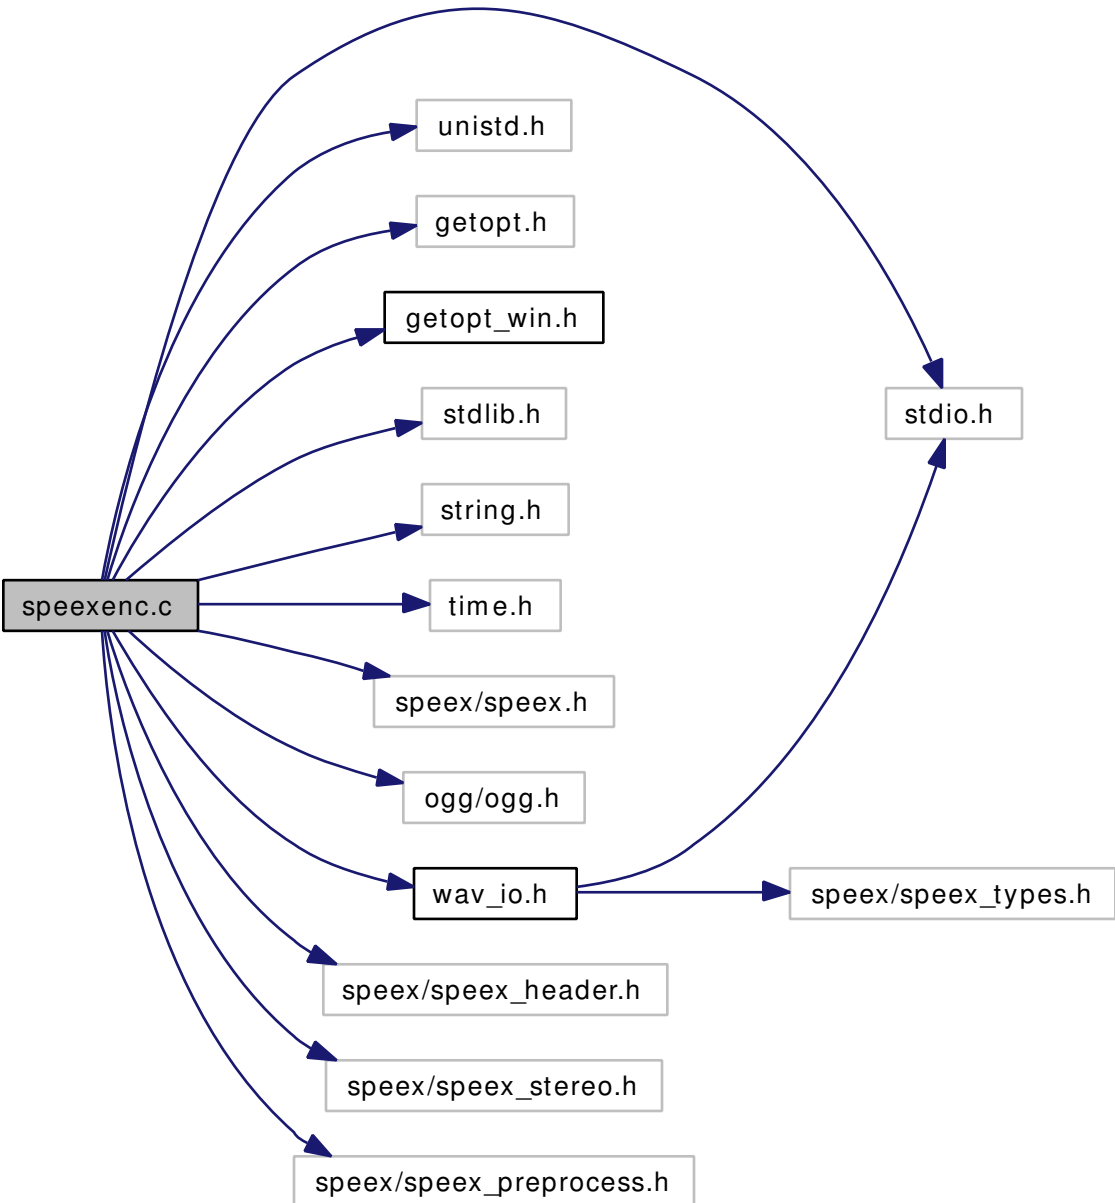 unistd.h
getopt.h
getopt_win.h
stdlib.h
stdio.h
string.h
speexenc.c
time.h
speex/speex.h
ogg/ogg.h
wav_io.h
speex/speex_types.h
speex/speex_header.h
speex/speex_stereo.h
speex/speex_preprocess.h